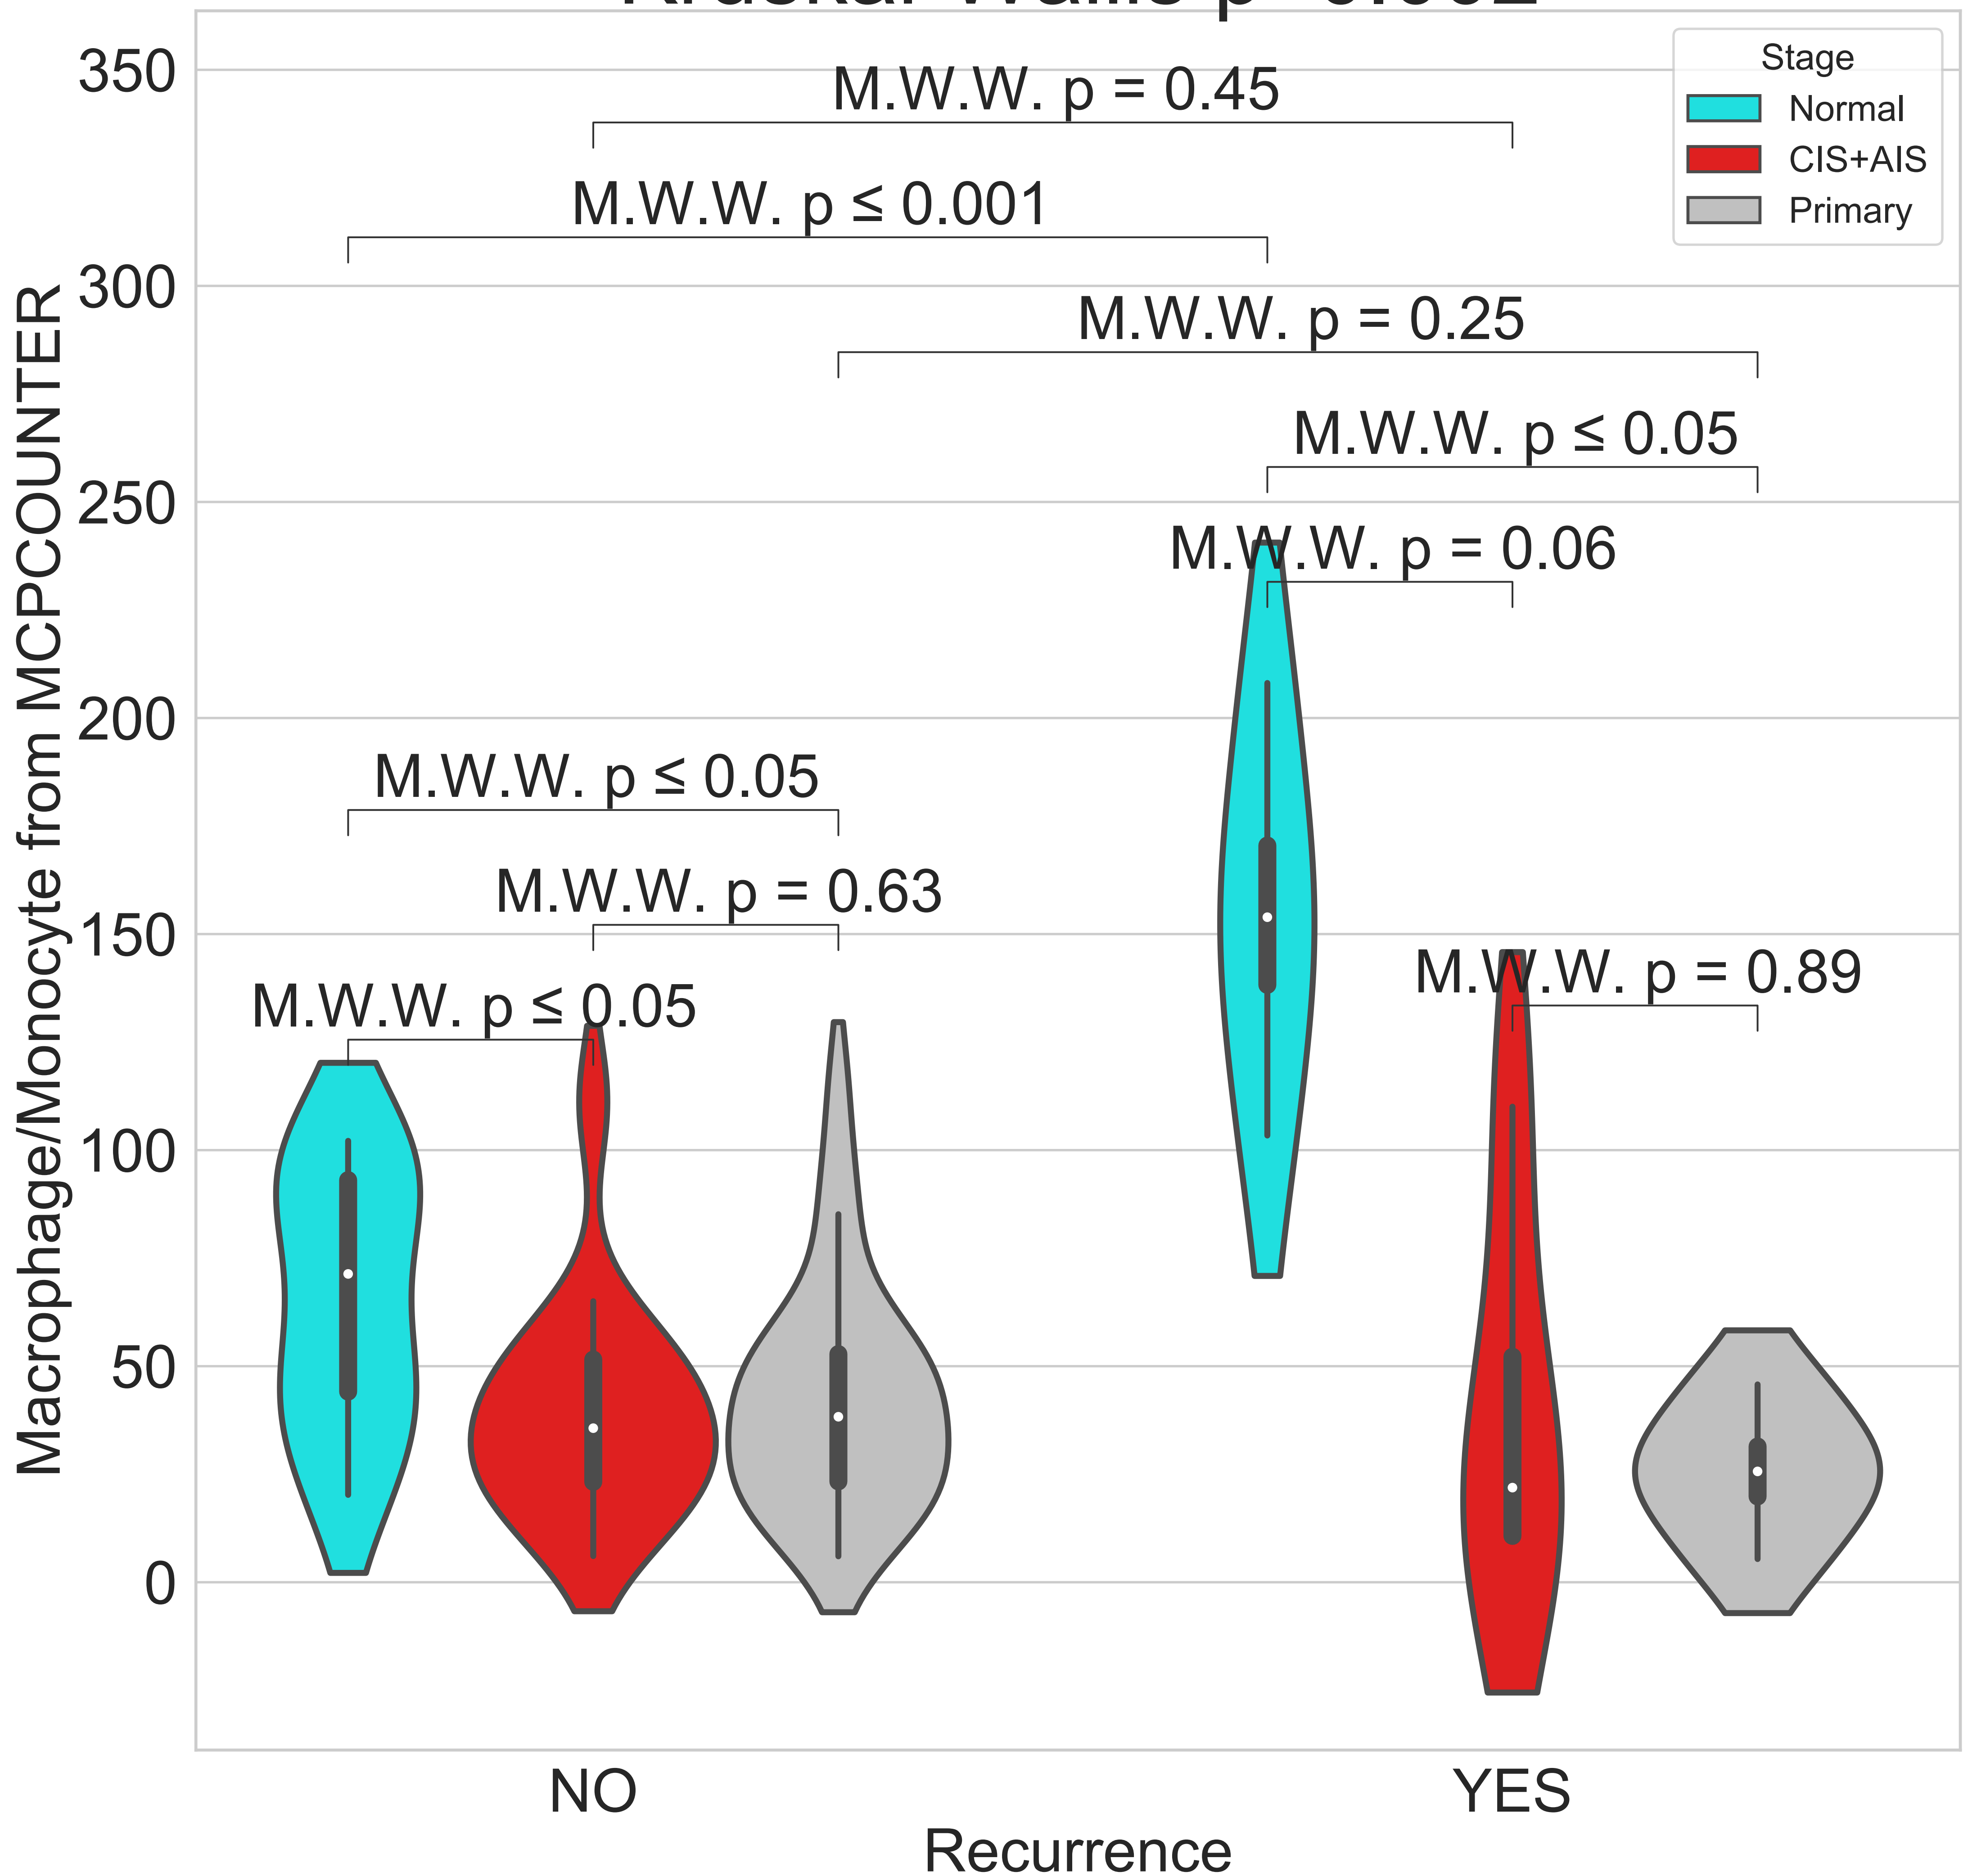 350
300
250
200
150
100
50
0
Macrophage/Monocyte from MCPCOUNTER
Stage
Normal
CIS+AIS
Primary
M.W.W. p = 0.45
M.W.W. p ≤ 0.001
M.W.W. p = 0.25
M.W.W. p ≤ 0.05
M.W.W. p = 0.06
M.W.W. p ≤ 0.05
M.W.W. p = 0.63
M.W.W. p = 0.89
M.W.W. p ≤ 0.05
NO
YES
Recurrence